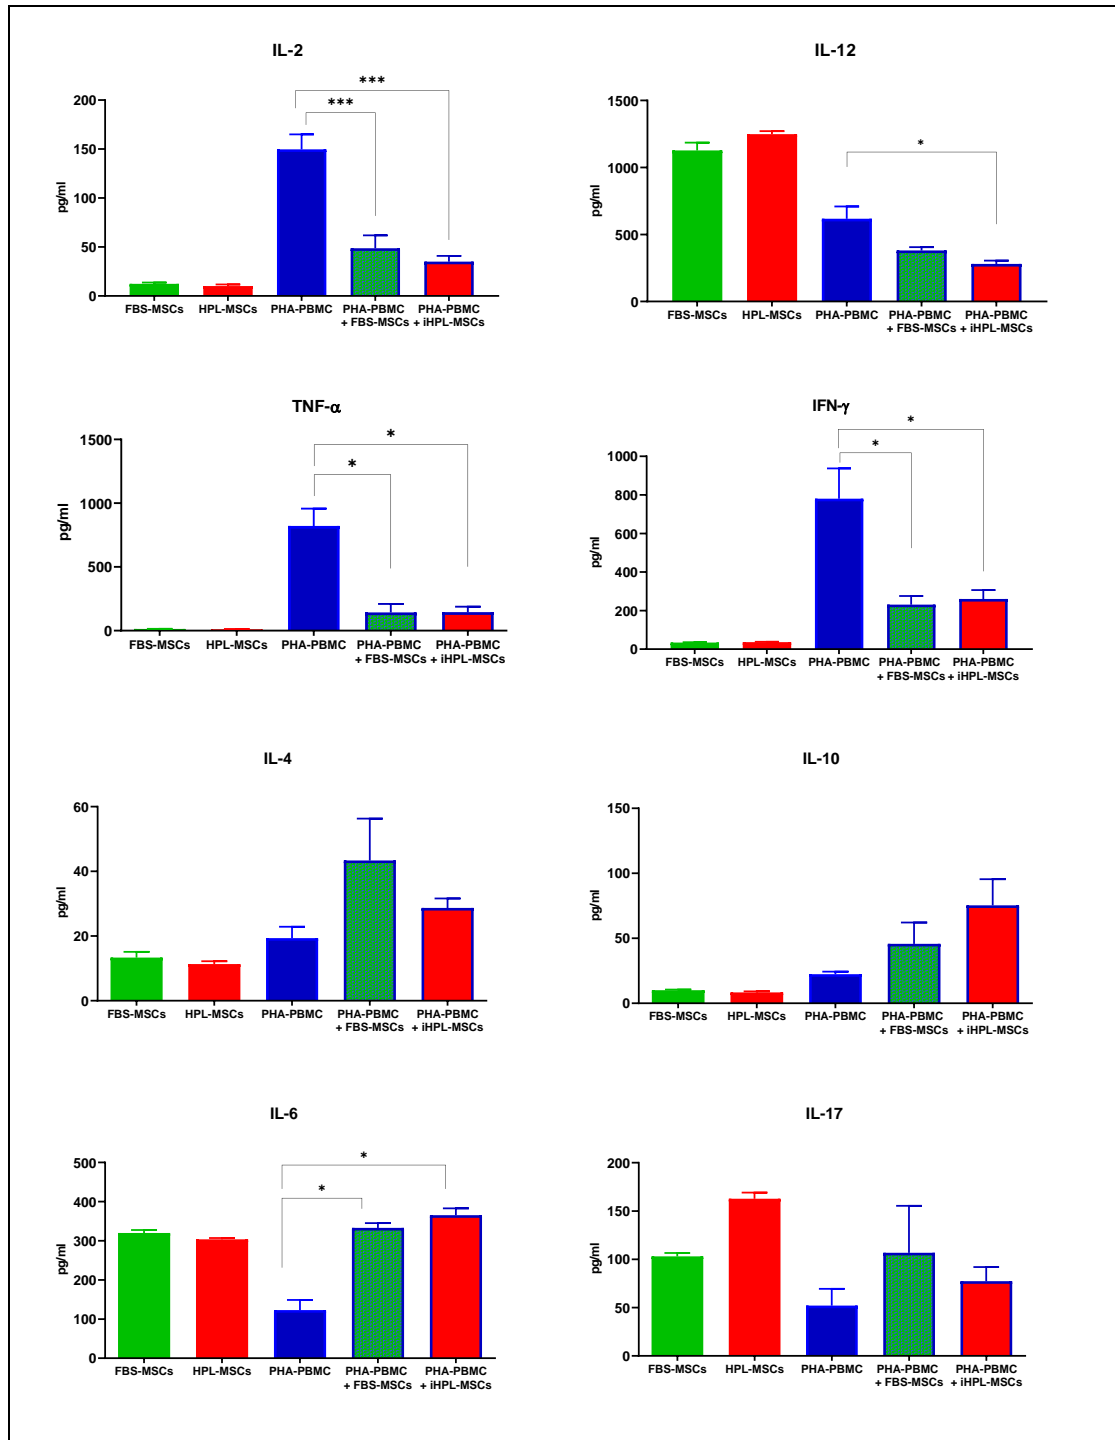 IL-2
***
***
200
150
100
50
0
pg/ml
FBS-MSCs HPL-MSCs PHA-PBMC PHA-PBMC PHA-PBMC
+ FBS-MSCs + iHPL-MSCs
IL-12
*
1500
1000
500
0
pg/ml
FBS-MSCs HPL-MSCs PHA-PBMC PHA-PBMC PHA-PBMC
+ FBS-MSCs + iHPL-MSCs
TNF-α
*
*
1500
1000
500
0
pg/ml
FBS-MSCs HPL-MSCs PHA-PBMC PHA-PBMC PHA-PBMC
+ FBS-MSCs + iHPL-MSCs
IFN-γ
*
*
1000
800
600
400
200
0
pg/ml
FBS-MSCs HPL-MSCs PHA-PBMC PHA-PBMC PHA-PBMC
+ FBS-MSCs + iHPL-MSCs
IL-4
60
40
20
0
pg/ml
FBS-MSCs HPL-MSCs PHA-PBMC PHA-PBMC PHA-PBMC
+ FBS-MSCs + iHPL-MSCs
IL-10
150
100
50
0
pg/ml
FBS-MSCs HPL-MSCs PHA-PBMC PHA-PBMC PHA-PBMC
+ FBS-MSCs + iHPL-MSCs
IL-6
*
*
500
400
300
200
100
0
pg/ml
FBS-MSCs HPL-MSCs PHA-PBMC PHA-PBMC PHA-PBMC
+ FBS-MSCs + iHPL-MSCs
IL-17
200
150
100
50
0
pg/ml
FBS-MSCs HPL-MSCs PHA-PBMC PHA-PBMC PHA-PBMC
+ FBS-MSCs + iHPL-MSCs